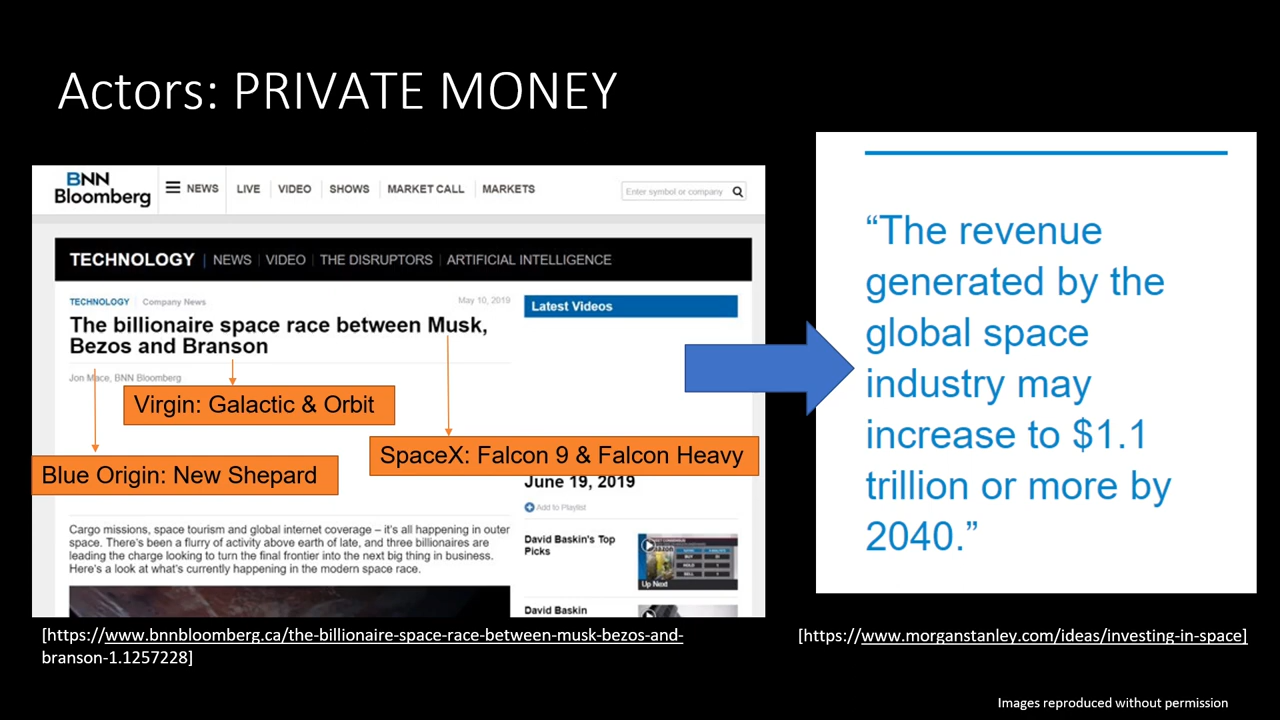 Actors: PRIVATE MONEY
BNN
Bloomberg
NEWS
LIVE
VIDEO
SHOWS
MARKET CALL
MARKETS
Enter symbol or company
TECHNOLOGY | NEWS | VIDEO | THE DISRUPTORS | ARTIFICIAL INTELLIGENCE
TECHNOLOGY
Company News
May 10, 2019
The billionaire space race between Musk,
Bezos and Branson
Jon Mace, BNN Bloomberg
Virgin: Galactic & Orbit
SpaceX: Falcon 9 & Falcon Heavy
Blue Origin: New Shepard
Cargo missions, space tourism and global internet coverage – it's all happening in outer
space. There's been a flurry of activity above earth of late, and three billionaires are
leading the charge looking to turn the final frontier into the next big thing in business.
Here's a look at what's currently happening in the modern space race.
Latest Videos
June 19, 2019
Add to Playlist
David Baskin's Top
Picks
Up Next
David Baskin
“The revenue
generated by the
global space
industry may
increase to $1.1
trillion or more by
2040.”
[https://www.bnnbloomberg.ca/the-billionaire-space-race-between-musk-bezos-and-
branson-1.1257228]
[https://www.morganstanley.com/ideas/investing-in-space]
Images reproduced without permission